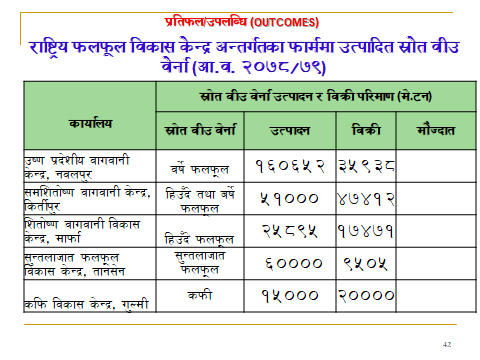 प्रतिफल/उपलब्धि (OUTCOMES)
राष्ट्रिय फलफूल विकास केन्द्र अन्तर्गतका फार्ममा उत्पादित स्रोत वीउ
वेर्ना (आ.व. २०७८/७९)
कार्यालय
स्रोत वीउ वेर्ना उत्पादन र विक्री परिमाण (मे.टन)
स्रोत वीउ वेर्ना
उत्पादन
विक्री
मौज्दात
उष्ण प्रदेशीय वागवानी
केन्द्र, नवलपुर
वर्षे फलफूल
१६०६५२
३५९३८
समशितोष्ण वागवानी केन्द्र,
किर्तीपुर
हिउँदे तथा वर्षे
फलफूल
५१०००
४७४१२
शितोष्ण वागवानी विकास
केन्द्र, मार्फा
हिउँदे फलफूल
२५८९५
१७४७१
सुन्तलाजात फलफूल
विकास केन्द्र, तानसेन
सुन्तलाजात
फलफूल
६००००
९५०५
कफि विकास केन्द्र, गुल्मी
कफी
१५०००
२००००
42